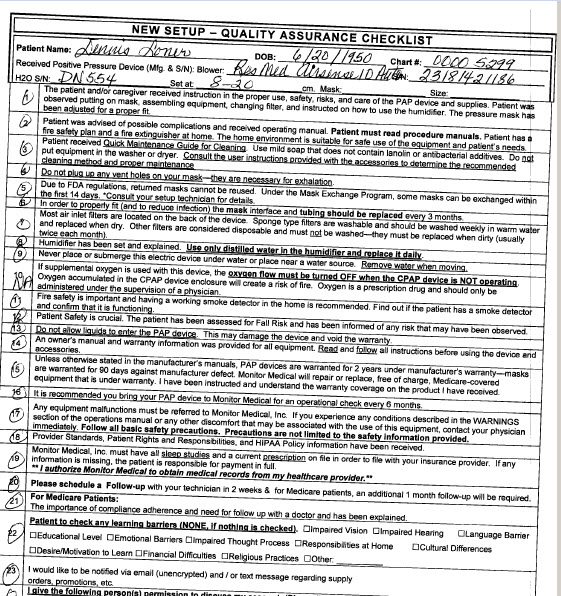 NEW SETUP – QUALITY ASSURANCE CHECKLIST
Patient Name: Dennis Doner DOB: 6/20/1950 Chart #: 0000 5299
Received Positive Pressure Device (Mfg. & S/N): Blower: ResMed Airsense 10 Auto SN: 23181421186
H2O S/N: DN554 Set at: 8-20 cm. Mask: Size:
1 The patient and/or caregiver received instruction in the proper use, safety, risks, and care of the PAP device and supplies. Patient was
observed putting on mask, assembling equipment, changing filter, and instructed on how to use the humidifier. The pressure mask has
been adjusted for a proper fit.
2 Patient was advised of possible complications and received operating manual. Patient must read procedure manuals. Patient has a
fire safety plan and a fire extinguisher at home. The home environment is suitable for safe use of the equipment and patient's needs.
3 Patient received Quick Maintenance Guide for Cleaning. Use mild soap that does not contain lanolin or antibacterial additives. Do not
put equipment in the washer or dryer. Consult the user instructions provided with the accessories to determine the recommended
cleaning method and proper maintenance
4 Do not plug up any vent holes on your mask—they are necessary for exhalation.
5 Due to FDA regulations, returned masks cannot be reused. Under the Mask Exchange Program, some masks can be exchanged within
the first 14 days. *Consult your setup technician for details.
6 In order to properly fit (and to reduce infection) the mask interface and tubing should be replaced every 3 months.
7 Most air inlet filters are located on the back of the device. Sponge type filters are washable and should be washed weekly in warm water
and replaced when dry. Other filters are considered disposable and must not be washed—they must be replaced when dirty (usually
twice each month).
8 Humidifier has been set and explained. Use only distilled water in the humidifier and replace it daily.
9 Never place or submerge this electric device under water or place near a water source. Remove water when moving.
10 NA If supplemental oxygen is used with this device, the oxygen flow must be turned OFF when the CPAP device is NOT operating
Oxygen accumulated in the CPAP device enclosure will create a risk of fire. Oxygen is a prescription drug and should only be
administered under the supervision of a physician.
11 Fire safety is important and having a working smoke detector in the home is recommended. Find out if the patient has a smoke detector
and confirm that it is functioning.
12 Patient Safety is crucial. The patient has been assessed for Fall Risk and has been informed of any risk that may have been observed.
13 Do not allow liquids to enter the PAP device. This may damage the device and void the warranty.
14 An owner's manual and warranty information was provided for all equipment. Read and follow all instructions before using the device and
accessories.
15 Unless otherwise stated in the manufacturer's manuals, PAP devices are warranted for 2 years under manufacturer's warranty—masks
are warranted for 90 days against manufacturer defect. Monitor Medical will repair or replace, free of charge, Medicare-covered
equipment that is under warranty. I have been instructed and understand the warranty coverage on the product I have received.
16 It is recommended you bring your PAP device to Monitor Medical for an operational check every 6 months.
17 Any equipment malfunctions must be referred to Monitor Medical, Inc. If you experience any conditions described in the WARNINGS
section of the operations manual or any other discomfort that may be associated with the use of this equipment, contact your physician
immediately. Follow all basic safety precautions. Precautions are not limited to the safety information provided.
18 Provider Standards, Patient Rights and Responsibilities, and HIPAA Policy information have been received.
19 Monitor Medical, Inc. must have all sleep studies and a current prescription on file in order to file with your insurance provider. If any
information is missing, the patient is responsible for payment in full.
** I authorize Monitor Medical to obtain medical records from my healthcare provider.**
20 Please schedule a Follow-up with your technician in 2 weeks & for Medicare patients, an additional 1 month follow-up will be required.
21 For Medicare Patients:
The importance of compliance adherence and need for follow up with a doctor and has been explained.
22 Patient to check any learning barriers (NONE, if nothing is checked). ☐Impaired Vision ☐Impaired Hearing ☐Language Barrier
☐Educational Level ☐Emotional Barriers ☐Impaired Thought Process ☐Responsibilities at Home ☐Cultural Differences
☐Desire/Motivation to Learn ☐Financial Difficulties ☐Religious Practices ☐Other:
23 I would like to be notified via email (unencrypted) and / or text message regarding supply
orders, promotions, etc.
I give the following person(s) permission to discuss my